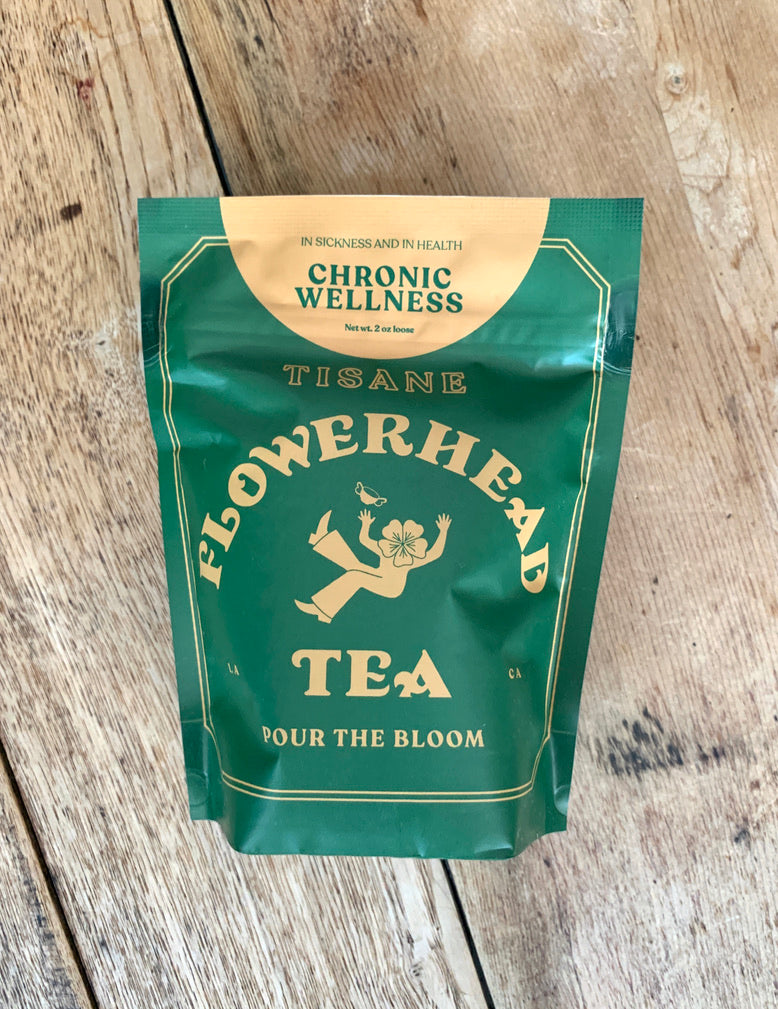 IN SICKNESS AND IN HEALTH
CHRONIC
WELLNESS
Net wt. 2 oz loose
TISANE
FLOWERHEAD
TEA
LA
CA
POUR THE BLOOM